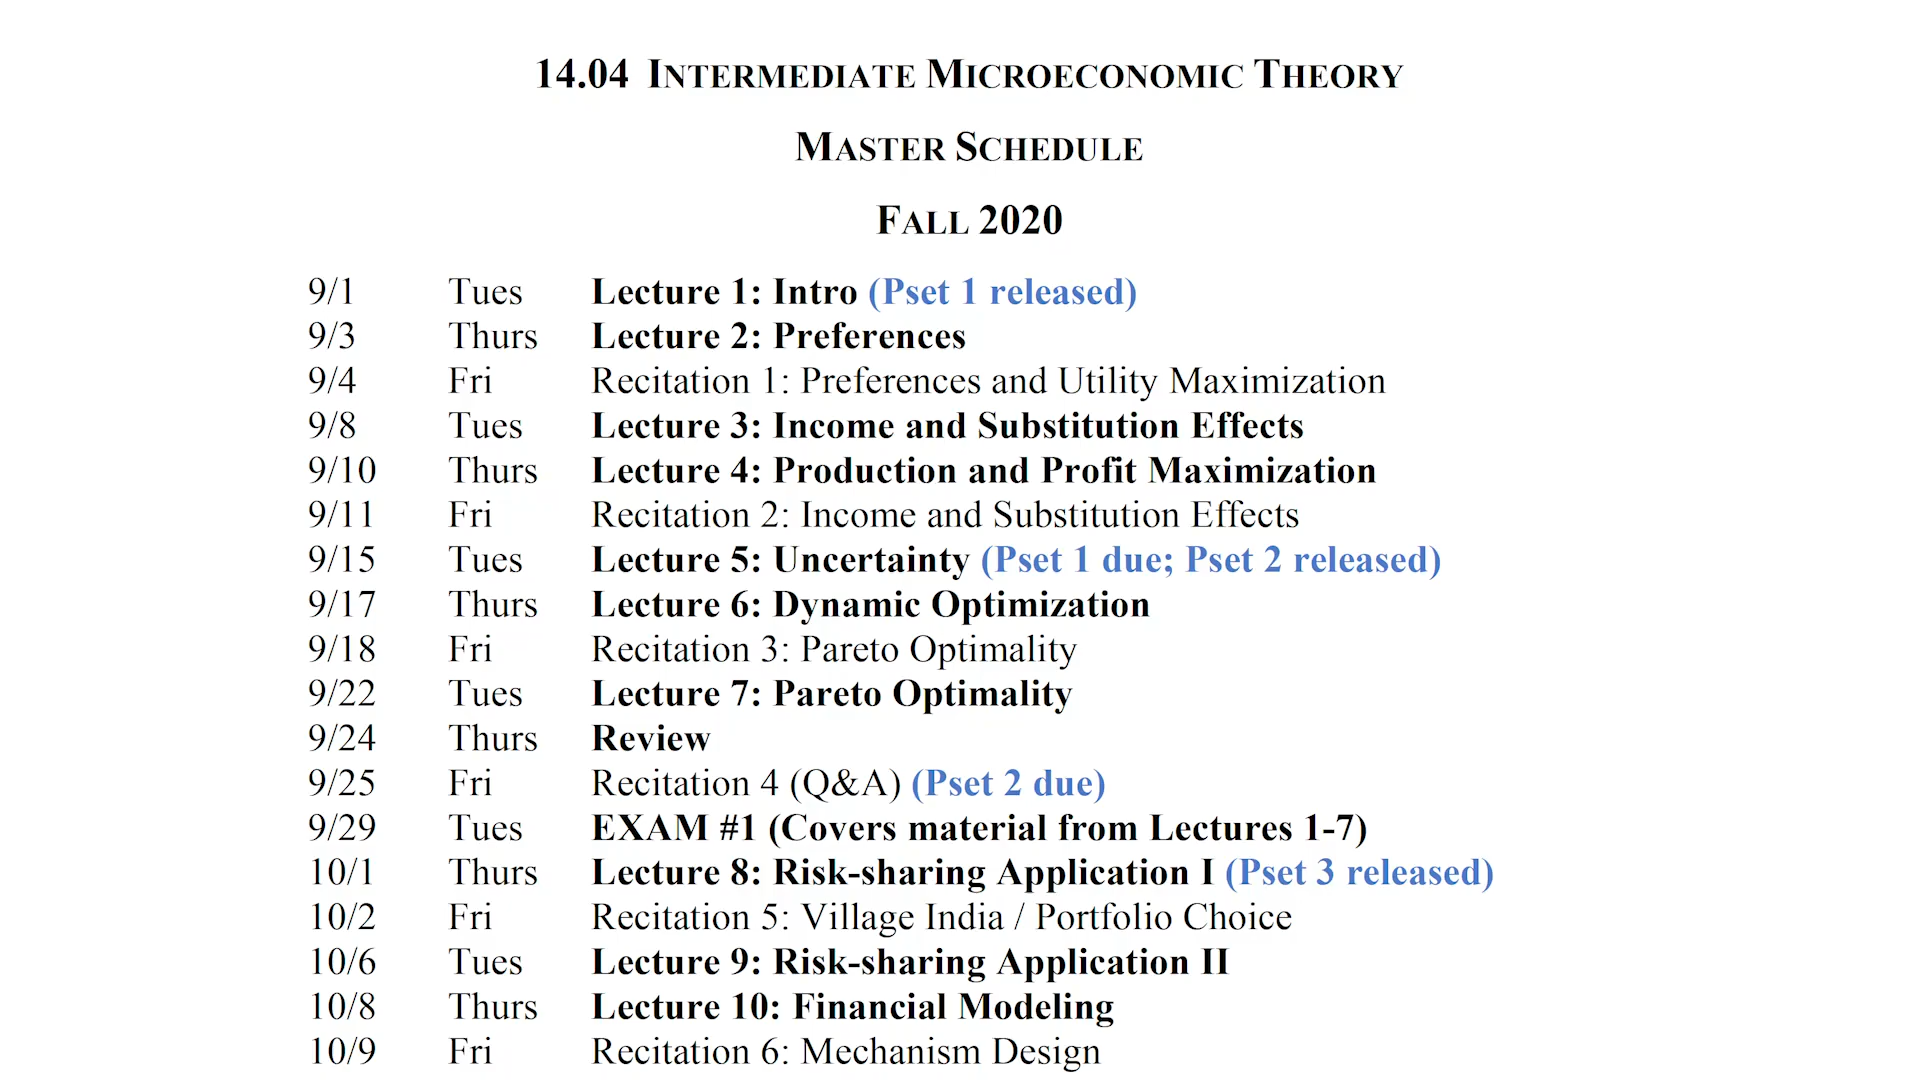 14.04 INTERMEDIATE MICROECONOMIC THEORY
MASTER SCHEDULE
FALL 2020
9/1 Tues Lecture 1: Intro (Pset 1 released)
9/3 Thurs Lecture 2: Preferences
9/4 Fri Recitation 1: Preferences and Utility Maximization
9/8 Tues Lecture 3: Income and Substitution Effects
9/10 Thurs Lecture 4: Production and Profit Maximization
9/11 Fri Recitation 2: Income and Substitution Effects
9/15 Tues Lecture 5: Uncertainty (Pset 1 due; Pset 2 released)
9/17 Thurs Lecture 6: Dynamic Optimization
9/18 Fri Recitation 3: Pareto Optimality
9/22 Tues Lecture 7: Pareto Optimality
9/24 Thurs Review
9/25 Fri Recitation 4 (Q&A) (Pset 2 due)
9/29 Tues EXAM #1 (Covers material from Lectures 1-7)
10/1 Thurs Lecture 8: Risk-sharing Application I (Pset 3 released)
10/2 Fri Recitation 5: Village India / Portfolio Choice
10/6 Tues Lecture 9: Risk-sharing Application II
10/8 Thurs Lecture 10: Financial Modeling
10/9 Fri Recitation 6: Mechanism Design